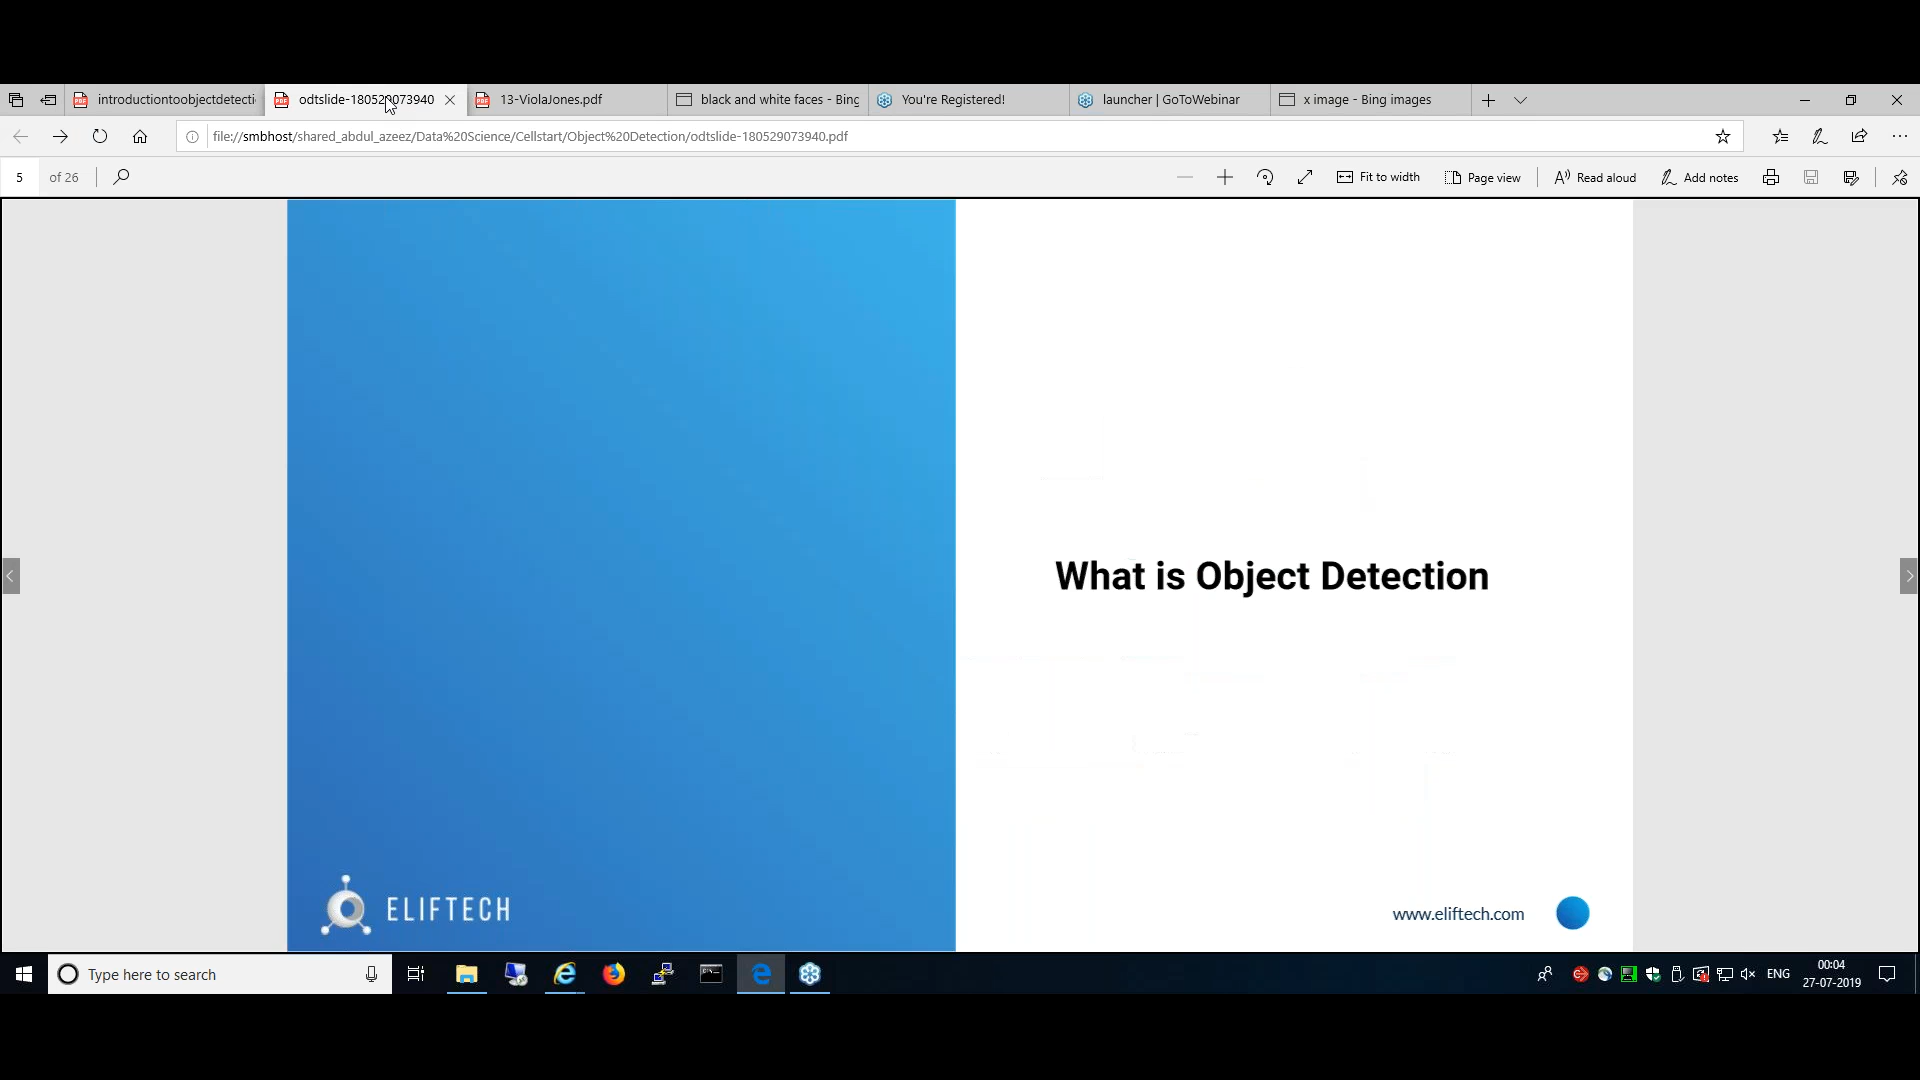 introductiontoobjectdetecti
odtslide-180529073940
13-ViolaJones.pdf
black and white faces - Bing
You're Registered!
launcher | GoToWebinar
x image - Bing images
file://smbhost/shared_abdul_azeez/Data%20Science/Cellstart/Object%20Detection/odtslide-180529073940.pdf
5 of 26
Fit to width
Page view
Read aloud
Add notes
What is Object Detection
ELIFTECH
www.eliftech.com
Type here to search
ENG
00:04
27-07-2019